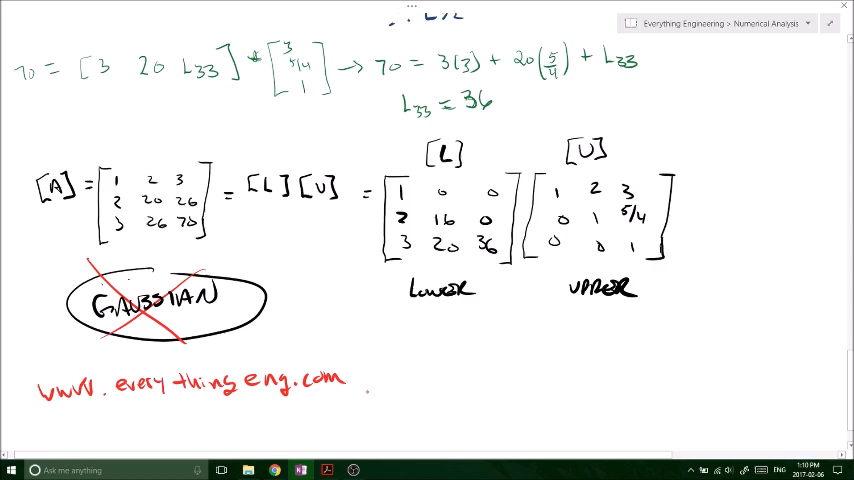 Everything Engineering > Numerical Analysis
70 = [3 20 L33] * [3 5/4 1] → 70 = 3(3) + 20(5/4) + L33
L33 = 36
[L] [U]
[A] = [1 2 3 = [L][U] = [1 0 0 [1 2 3
2 20 26 2 16 0 0 1 5/4
3 26 70] 3 20 36] 0 0 1]
GAUSSIAN LOWER UPPER
www.everythingeng.com
Ask me anything
ENG 1:10 PM
2017-02-06